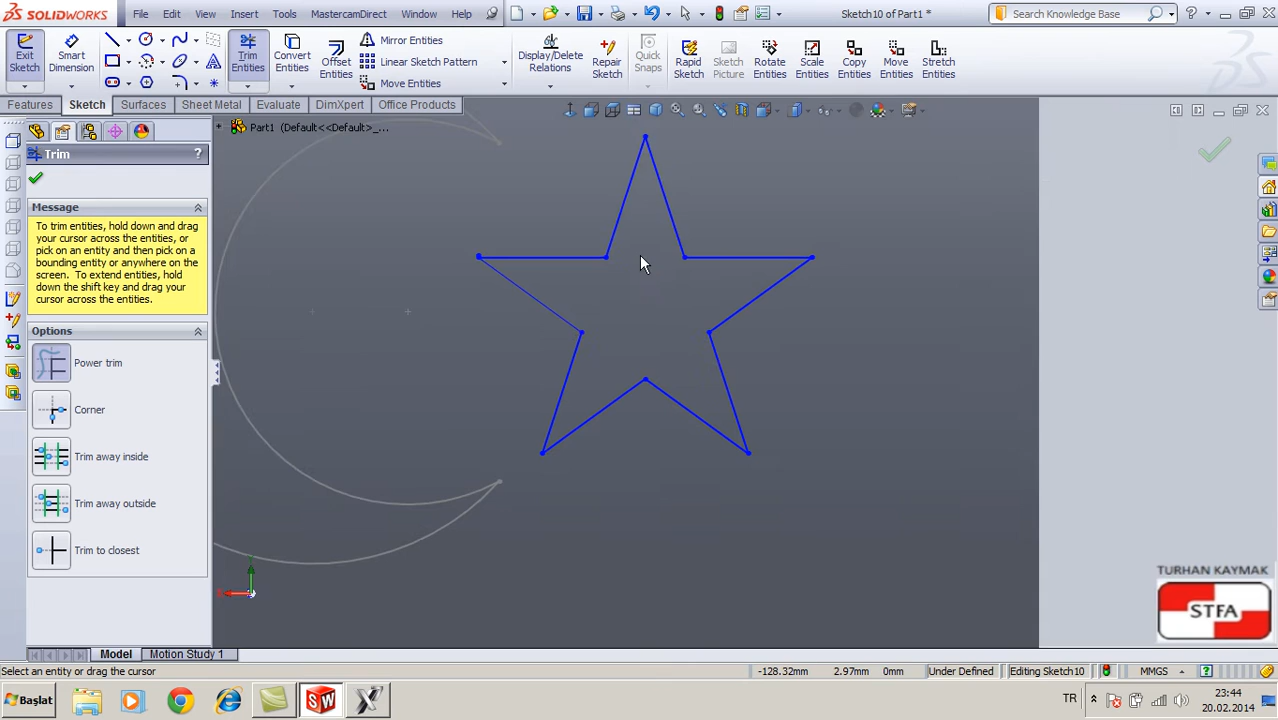 SOLIDWORKS
File
Edit
View
Insert
Tools
MastercamDirect
Window
Help
Sketch10 of Part1 *
Search Knowledge Base
Exit Sketch
Smart Dimension
Trim Entities
Convert Entities
Offset Entities
Mirror Entities
Linear Sketch Pattern
Move Entities
Display/Delete Relations
Repair Sketch
Quick Snaps
Rapid Sketch
Sketch Picture
Rotate Entities
Scale Entities
Copy Entities
Move Entities
Stretch Entities
Features
Sketch
Surfaces
Sheet Metal
Evaluate
DimXpert
Office Products
Part1 (Default<<Default>_...
Trim
?
Message
To trim entities, hold down and drag
your cursor across the entities, or
pick on an entity and then pick on a
bounding entity or anywhere on the
screen. To extend entities, hold
down the shift key and drag your
cursor across the entities.
Options
Power trim
Corner
Trim away inside
Trim away outside
Trim to closest
TURHAN KAYMAK
STFA
Model
Motion Study 1
Select an entity or drag the cursor
-128.32mm
2.97mm
0mm
Under Defined
Editing Sketch10
MMGS
Başlat
TR
23:44
20.02.2014